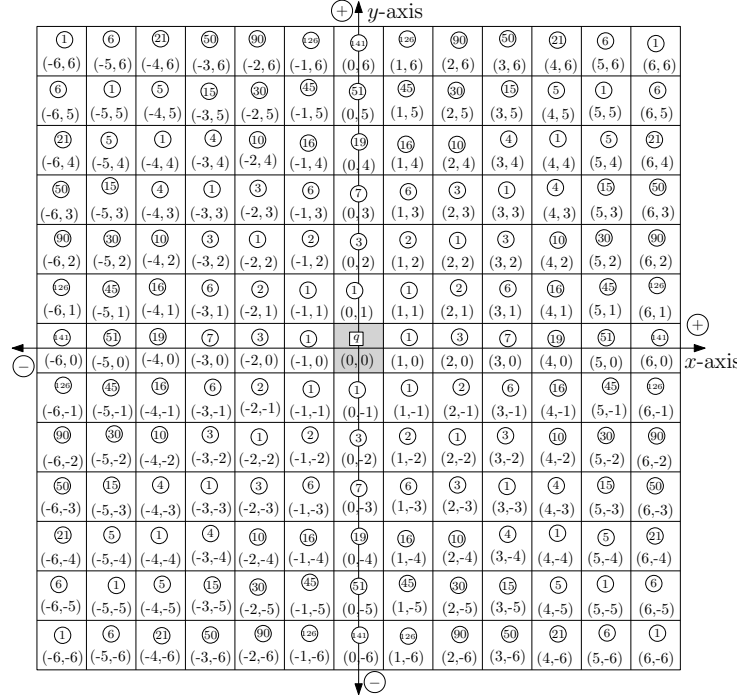 + y-axis
1 6 21 50 90 126 141 126 90 50 21 6 1
(-6, 6) (-5, 6) (-4, 6) (-3, 6) (-2, 6) (-1, 6) (0, 6) (1, 6) (2, 6) (3, 6) (4, 6) (5, 6) (6, 6)
6 1 5 15 30 45 51 45 30 15 5 1 6
(-6, 5) (-5, 5) (-4, 5) (-3, 5) (-2, 5) (-1, 5) (0, 5) (1, 5) (2, 5) (3, 5) (4, 5) (5, 5) (6, 5)
21 5 1 4 10 16 19 16 10 4 1 5 21
(-6, 4) (-5, 4) (-4, 4) (-3, 4) (-2, 4) (-1, 4) (0, 4) (1, 4) (2, 4) (3, 4) (4, 4) (5, 4) (6, 4)
50 15 4 1 3 6 7 6 3 1 4 15 50
(-6, 3) (-5, 3) (-4, 3) (-3, 3) (-2, 3) (-1, 3) (0, 3) (1, 3) (2, 3) (3, 3) (4, 3) (5, 3) (6, 3)
90 30 10 3 1 2 3 2 1 3 10 30 90
(-6, 2) (-5, 2) (-4, 2) (-3, 2) (-2, 2) (-1, 2) (0, 2) (1, 2) (2, 2) (3, 2) (4, 2) (5, 2) (6, 2)
126 45 16 6 2 1 1 1 2 6 16 45 126
(-6, 1) (-5, 1) (-4, 1) (-3, 1) (-2, 1) (-1, 1) (0, 1) (1, 1) (2, 1) (3, 1) (4, 1) (5, 1) (6, 1)
141 51 19 7 3 1 q 1 3 7 19 51 141 +
(-6, 0) (-5, 0) (-4, 0) (-3, 0) (-2, 0) (-1, 0) (0, 0) (1, 0) (2, 0) (3, 0) (4, 0) (5, 0) (6, 0) x-axis
−
126 45 16 6 2 1 1 1 2 6 16 45 126
(-6,-1) (-5,-1) (-4,-1) (-3,-1) (-2,-1) (-1,-1) (0,-1) (1,-1) (2,-1) (3,-1) (4,-1) (5,-1) (6,-1)
90 30 10 3 1 2 3 2 1 3 10 30 90
(-6,-2) (-5,-2) (-4,-2) (-3,-2) (-2,-2) (-1,-2) (0,-2) (1,-2) (2,-2) (3,-2) (4,-2) (5,-2) (6,-2)
50 15 4 1 3 6 7 6 3 1 4 15 50
(-6,-3) (-5,-3) (-4,-3) (-3,-3) (-2,-3) (-1,-3) (0,-3) (1,-3) (2,-3) (3,-3) (4,-3) (5,-3) (6,-3)
21 5 1 4 10 16 19 16 10 4 1 5 21
(-6,-4) (-5,-4) (-4,-4) (-3,-4) (-2,-4) (-1,-4) (0,-4) (1,-4) (2,-4) (3,-4) (4,-4) (5,-4) (6,-4)
6 1 5 15 30 45 51 45 30 15 5 1 6
(-6,-5) (-5,-5) (-4,-5) (-3,-5) (-2,-5) (-1,-5) (0,-5) (1,-5) (2,-5) (3,-5) (4,-5) (5,-5) (6,-5)
1 6 21 50 90 126 141 126 90 50 21 6 1
(-6,-6) (-5,-6) (-4,-6) (-3,-6) (-2,-6) (-1,-6) (0,-6) (1,-6) (2,-6) (3,-6) (4,-6) (5,-6) (6,-6)
−